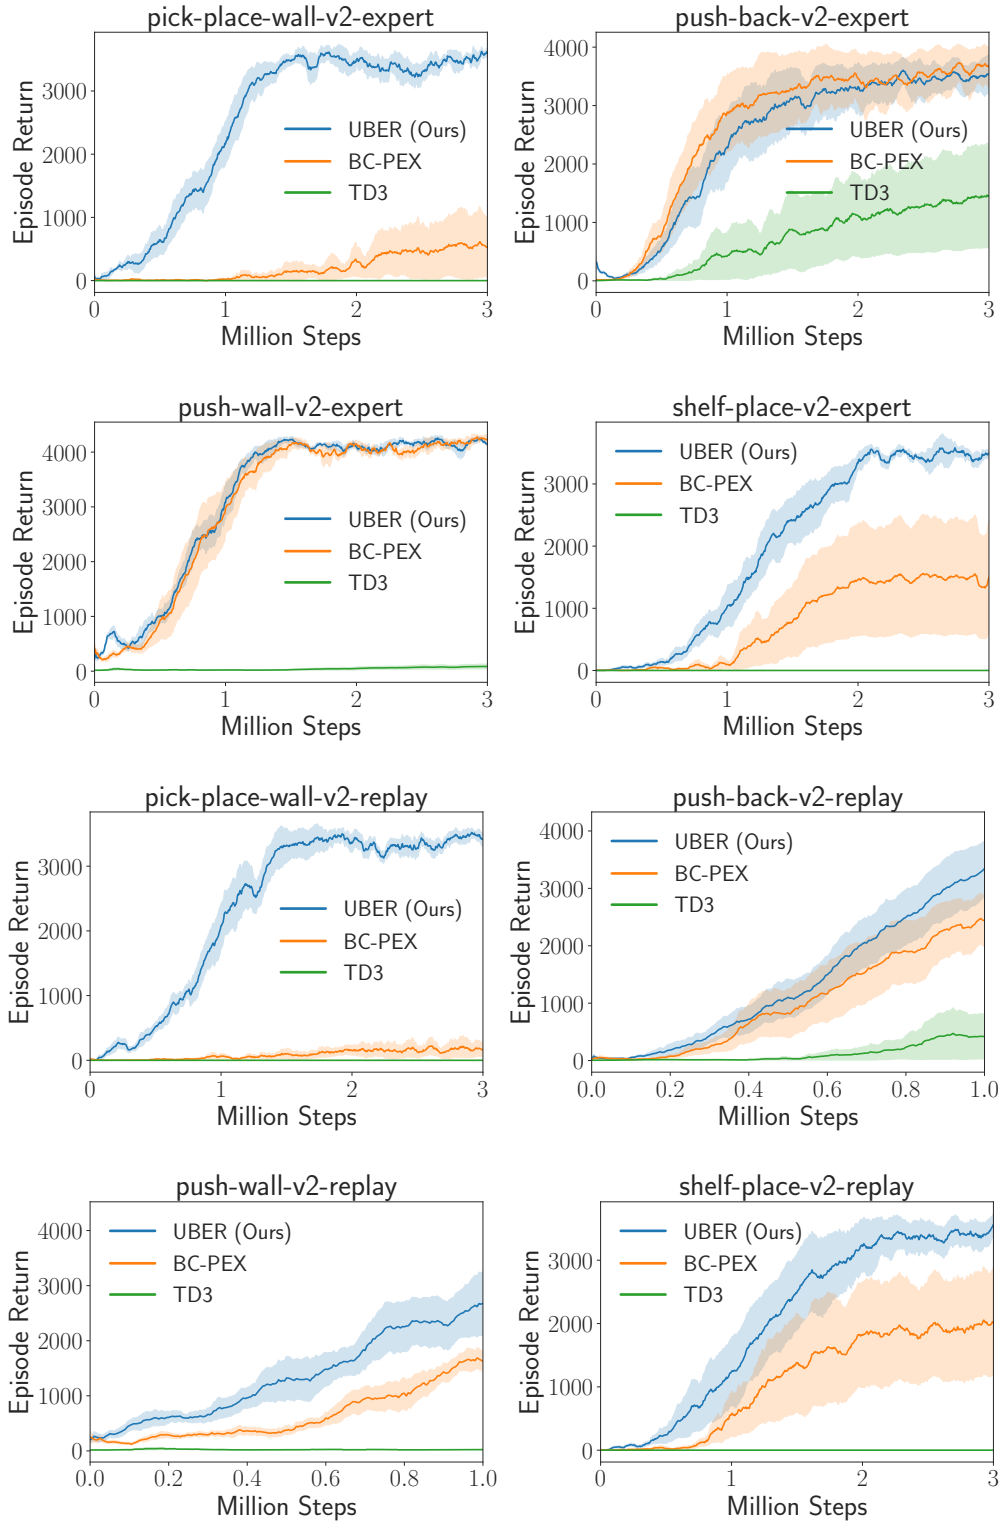 pick-place-wall-v2-expert
Episode Return
3000
2000
1000
0
UBER (Ours)
BC-PEX
TD3
0 1 2 3
Million Steps
push-back-v2-expert
Episode Return
4000
3000
2000
1000
0
UBER (Ours)
BC-PEX
TD3
0 1 2 3
Million Steps
push-wall-v2-expert
Episode Return
4000
3000
2000
1000
0
UBER (Ours)
BC-PEX
TD3
0 1 2 3
Million Steps
shelf-place-v2-expert
Episode Return
3000
2000
1000
0
UBER (Ours)
BC-PEX
TD3
0 1 2 3
Million Steps
pick-place-wall-v2-replay
Episode Return
3000
2000
1000
0
UBER (Ours)
BC-PEX
TD3
0 1 2 3
Million Steps
push-back-v2-replay
Episode Return
4000
3000
2000
1000
0
UBER (Ours)
BC-PEX
TD3
0.0 0.2 0.4 0.6 0.8 1.0
Million Steps
push-wall-v2-replay
Episode Return
4000
3000
2000
1000
0
UBER (Ours)
BC-PEX
TD3
0.0 0.2 0.4 0.6 0.8 1.0
Million Steps
shelf-place-v2-replay
Episode Return
3000
2000
1000
0
UBER (Ours)
BC-PEX
TD3
0 1 2 3
Million Steps